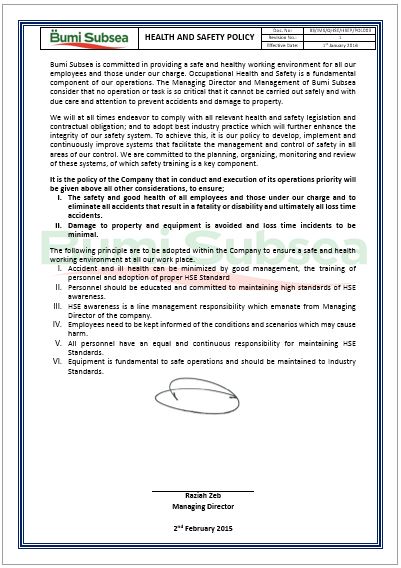 Bumi Subsea
HEALTH AND SAFETY POLICY
Doc. No:
Revision No.: 1
Effective Date: 1st January 2016
Bumi Subsea is committed in providing a safe and healthy working environment for all our
employees and those under our charge. Occupational Health and Safety is a fundamental
component of our operations. The Managing Director and Management of Bumi Subsea
consider that no operation or task is so critical that it cannot be carried out safely and with
due care and attention to prevent accidents and damage to property.
We will at all times endeavor to comply with all relevant health and safety legislation and
contractual obligation; and to adopt best industry practice which will further enhance the
integrity of our safety system. To achieve this, it is our policy to develop, implement and
continuously improve systems that facilitate the management and control of safety in all
areas of our control. We are committed to the planning, organizing, monitoring and review
of these systems, of which safety training is a key component.
It is the policy of the Company that in conduct and execution of its operations priority will
be given above all other considerations, to ensure;
I. The safety and good health of all employees and those under our charge and to
eliminate all accidents that result in a fatality or disability and ultimately all loss time
accidents.
II. Damage to property and equipment is avoided and loss time incidents to be
minimal.
Bumi Subsea
The following principle are to be adopted within the Company to ensure a safe and health
working environment at all our work place.
I. Accident and ill health can be minimized by good management, the training of
personnel and adoption of proper HSE Standard
II. Personnel should be educated and committed to maintaining high standards of HSE
awareness.
III. HSE awareness is a line management responsibility which emanate from Managing
Director of the company.
IV. Employees need to be kept informed of the conditions and scenarios which may cause
harm.
V. All personnel have an equal and continuous responsibility for maintaining HSE
Standards.
VI. Equipment is fundamental to safe operations and should be maintained to Industry
Standards.
Raziah Zeb
Managing Director
2nd February 2015